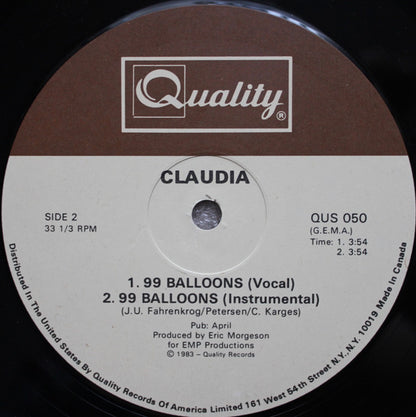 Quality®
CLAUDIA
SIDE 2
33 1/3 RPM
QUS 050
(G.E.M.A.)
Time: 1. 3:54
2. 3:54
1. 99 BALLOONS (Vocal)
2. 99 BALLOONS (Instrumental)
(J.U. Fahrenkrog/Petersen/C. Karges)
Pub: April
Produced by Eric Morgeson
for EMP Productions
© 1983 – Quality Records
Distributed In The United States By Quality Records Of America Limited 161 West 54th Street N.Y., N.Y. 10019 Made In Canada